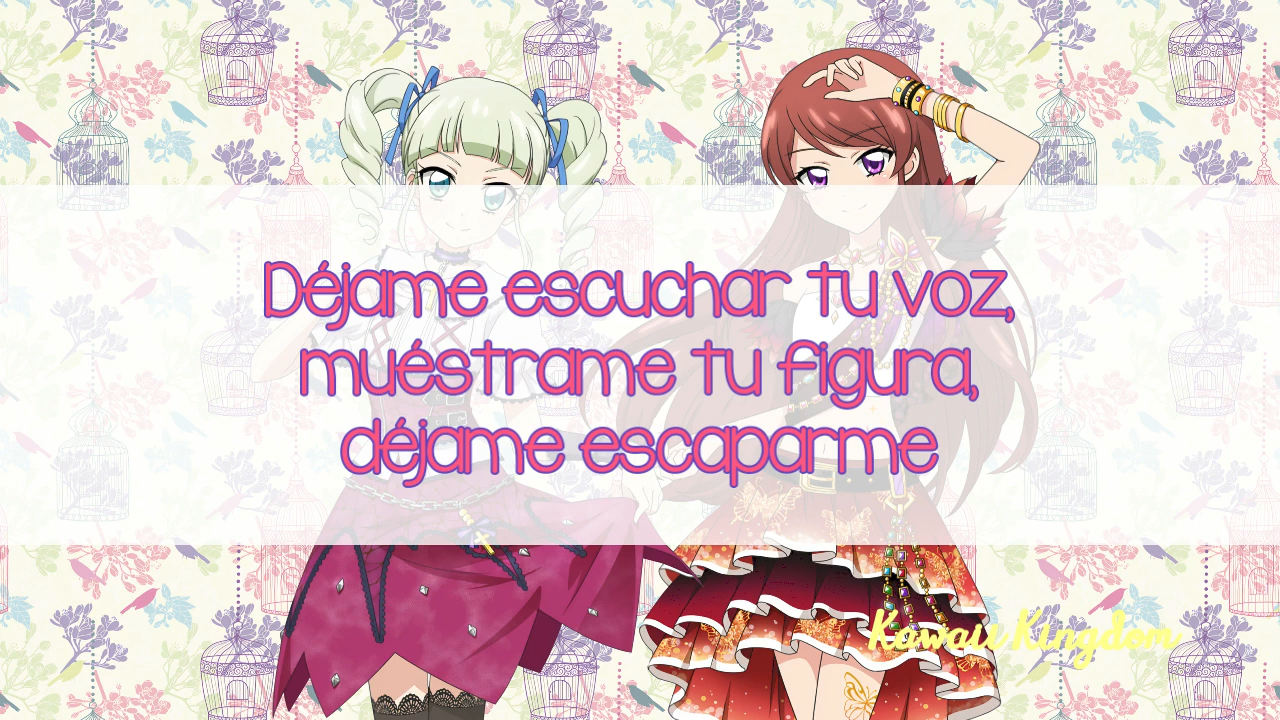 Déjame escuchar tu voz,
muéstrame tu figura,
déjame escaparme
Kawaii Kingdom